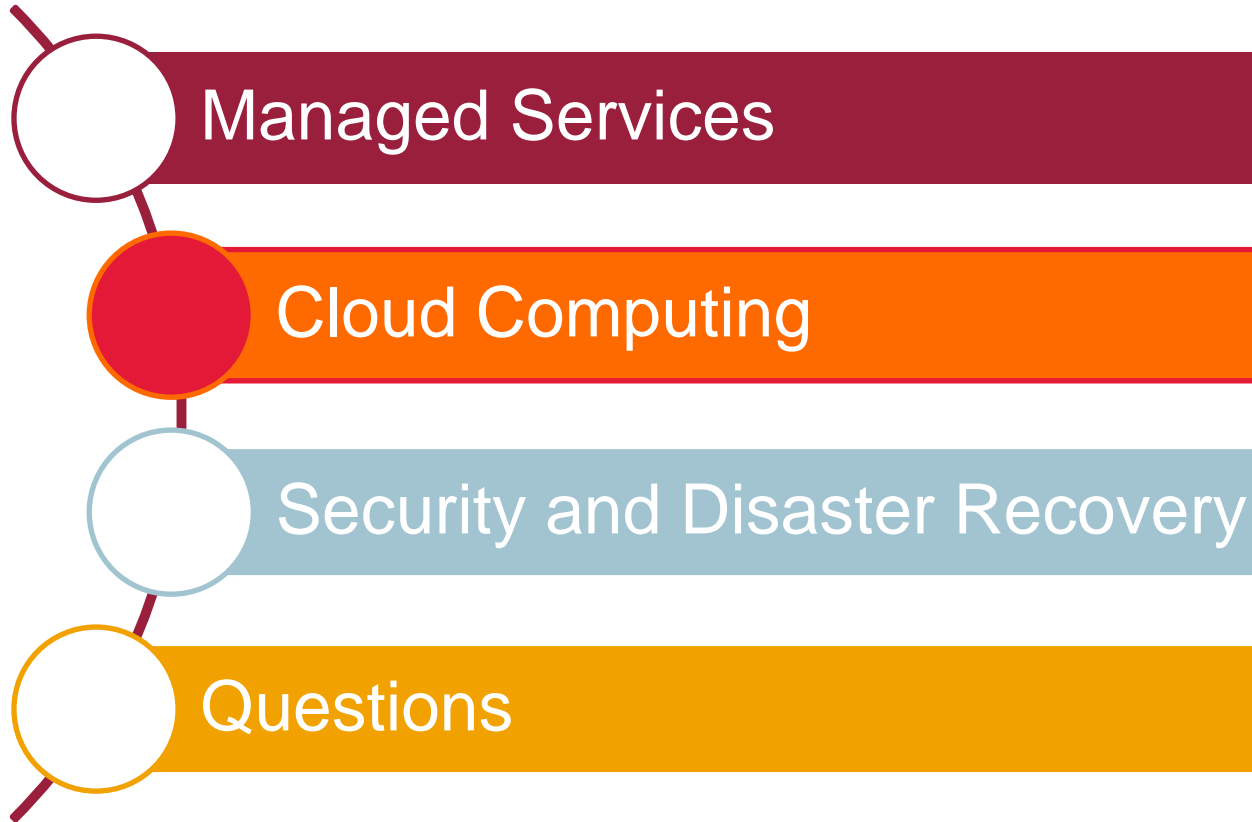 Managed Services
Cloud Computing
Security and Disaster Recovery
Questions